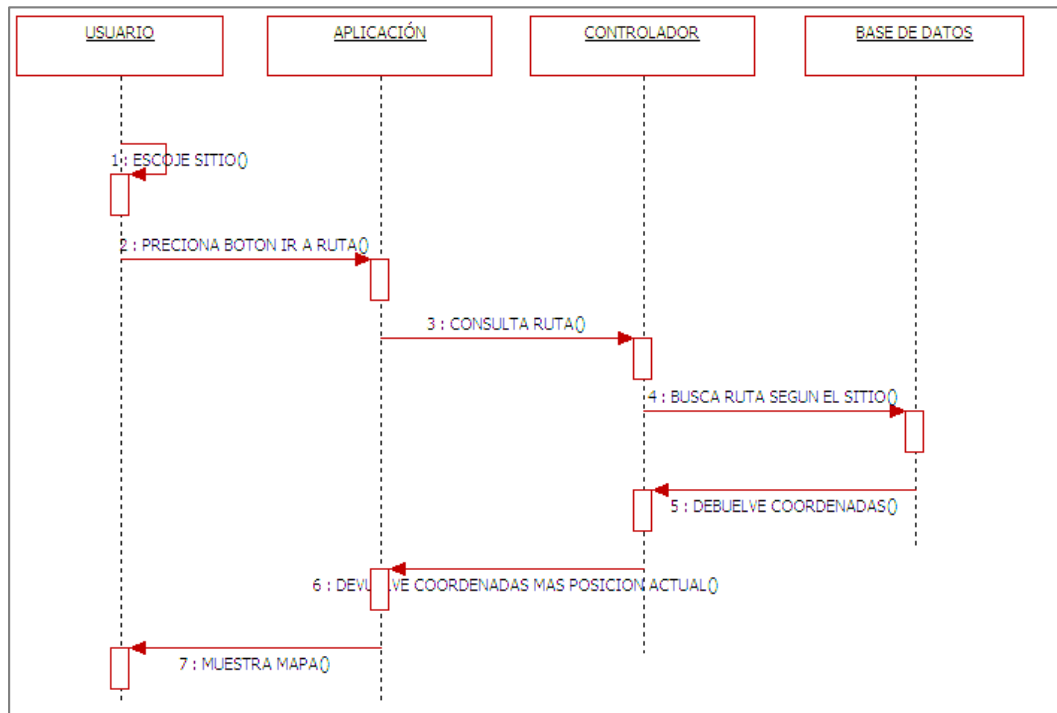 USUARIO
APLICACIÓN
CONTROLADOR
BASE DE DATOS
1 : ESCOJE SITIO()
2 : PRECIONA BOTON IR A RUTA()
3 : CONSULTA RUTA()
4 : BUSCA RUTA SEGUN EL SITIO()
5 : DEBUELVE COORDENADAS()
6 : DEVUELVE COORDENADAS MAS POSICION ACTUAL()
7 : MUESTRA MAPA()